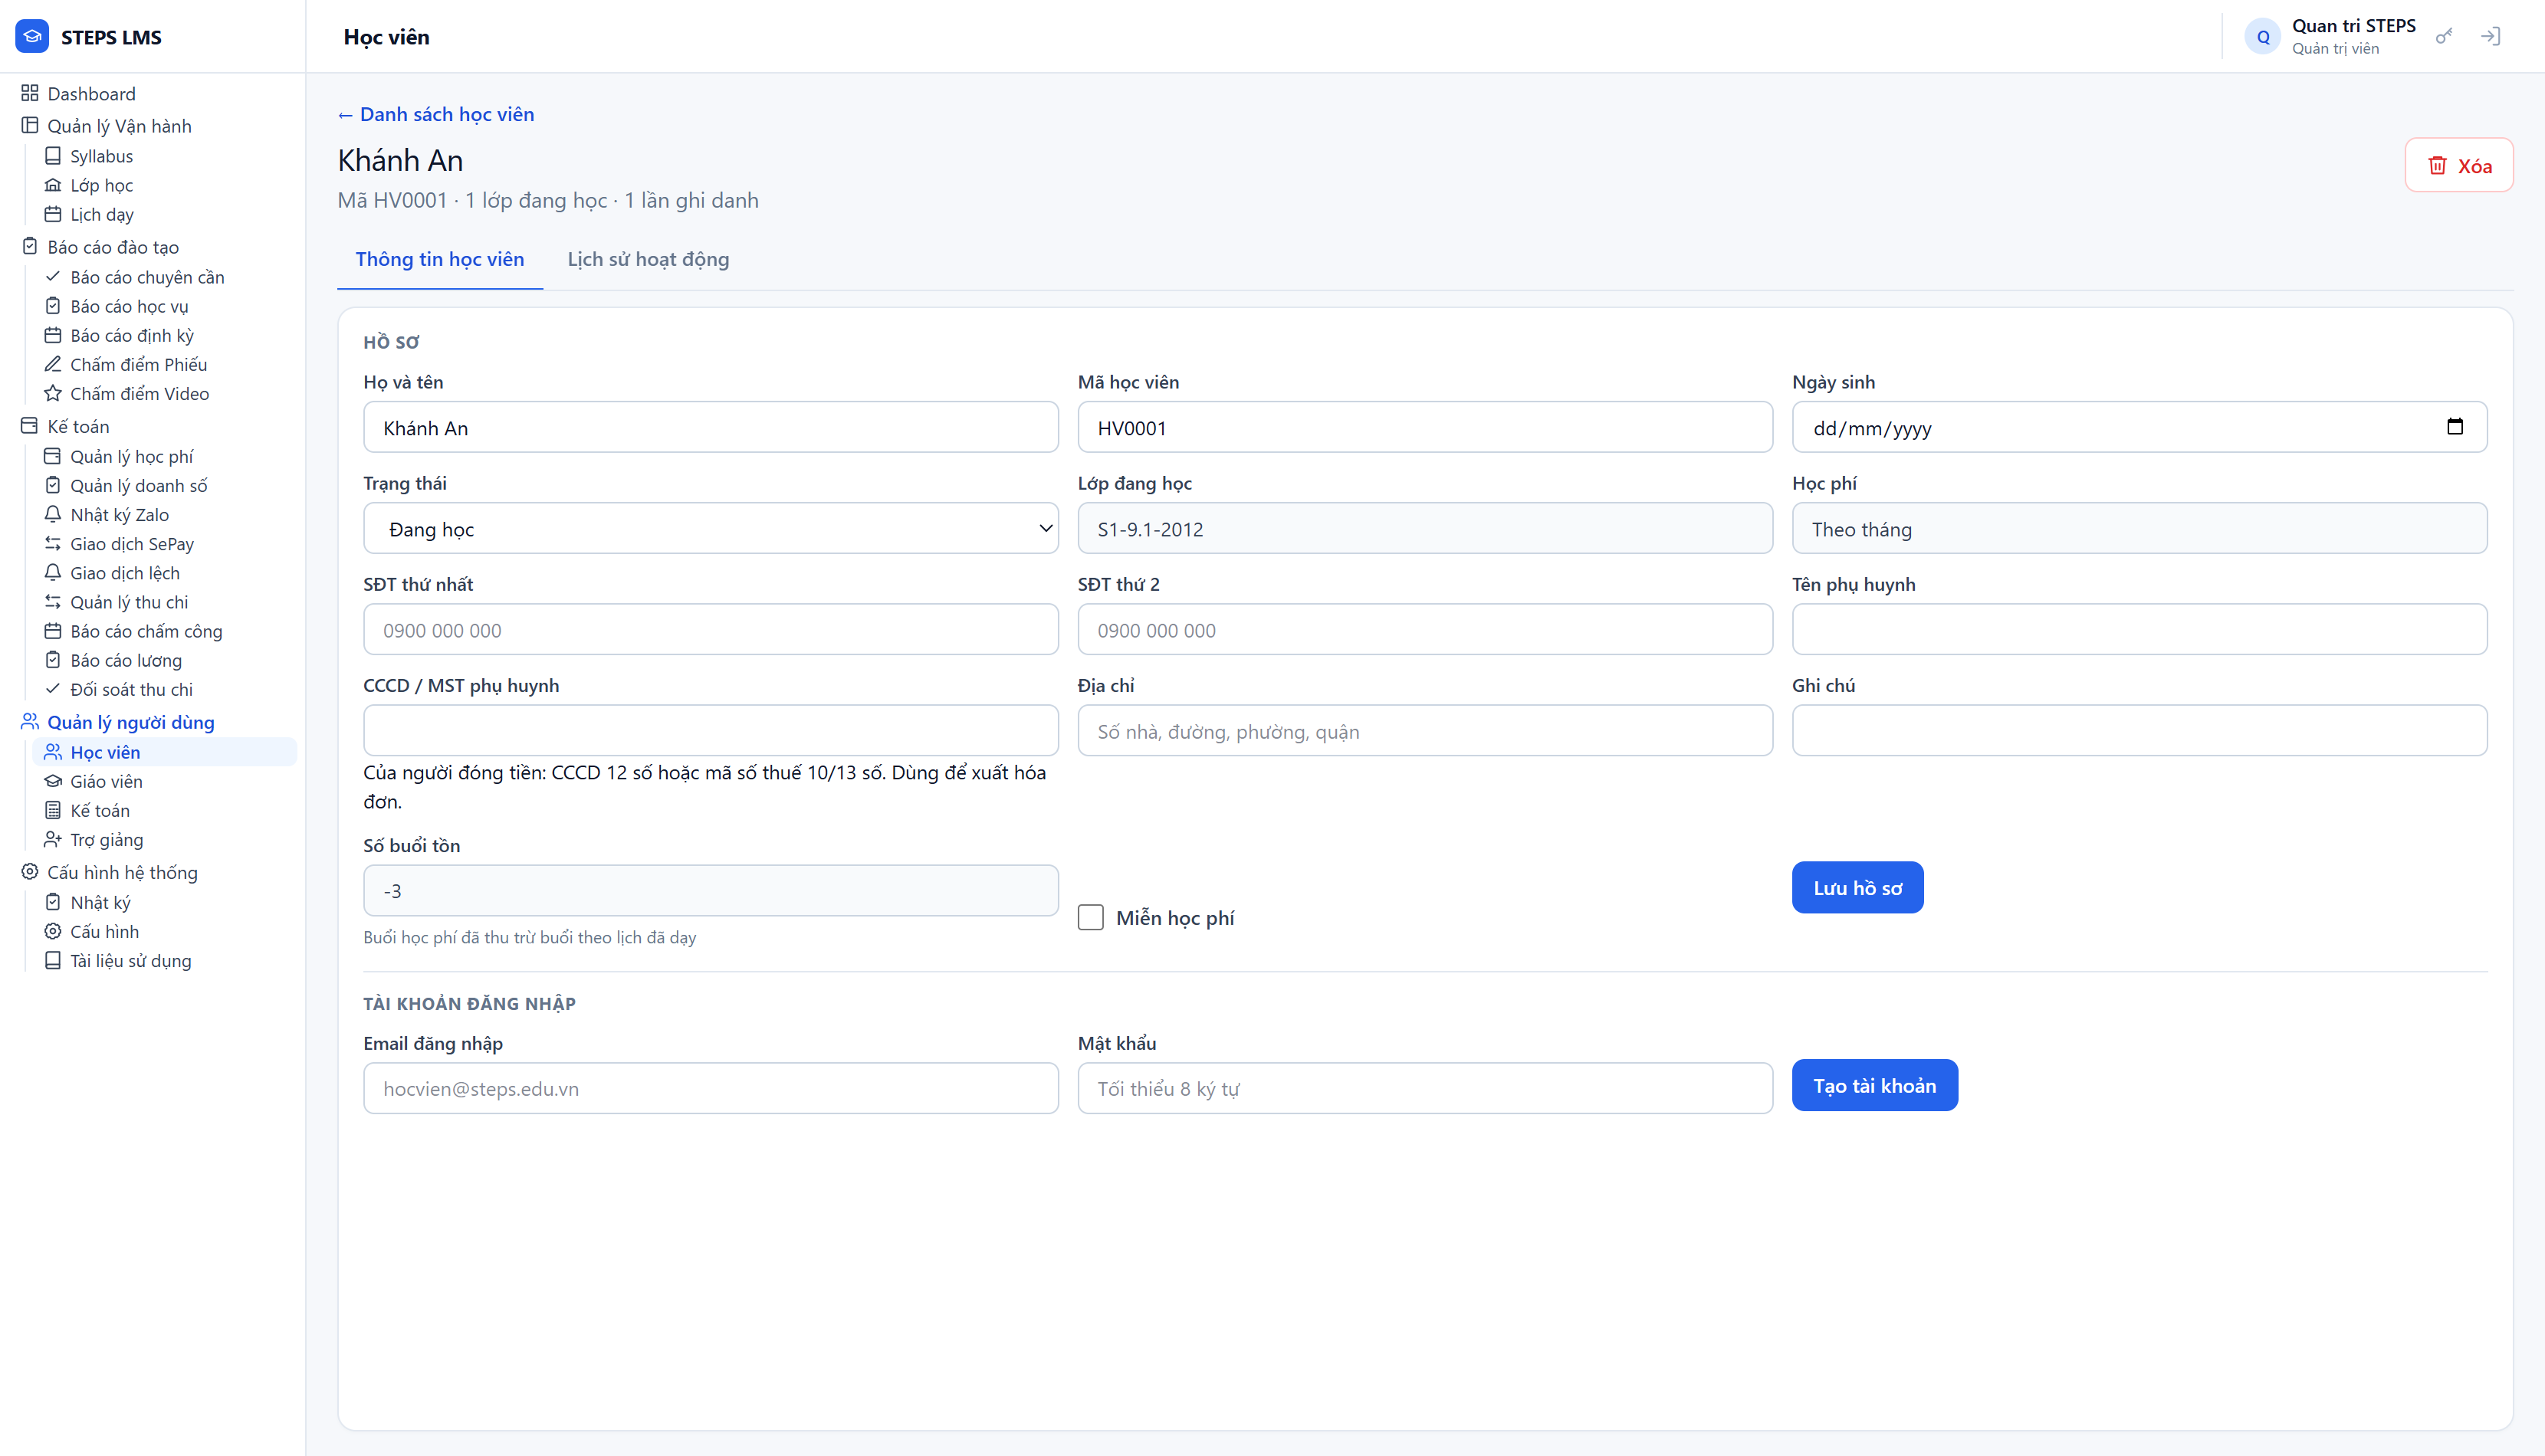 STEPS LMS
Học viên
Q
Quan tri STEPS
Quản trị viên
Dashboard
Quản lý Vận hành
Syllabus
Lớp học
Lịch dạy
Báo cáo đào tạo
Báo cáo chuyên cần
Báo cáo học vụ
Báo cáo định kỳ
Chấm điểm Phiếu
Chấm điểm Video
Kế toán
Quản lý học phí
Quản lý doanh số
Nhật ký Zalo
Giao dịch SePay
Giao dịch lệch
Quản lý thu chi
Báo cáo chấm công
Báo cáo lương
Đối soát thu chi
Quản lý người dùng
Học viên
Giáo viên
Kế toán
Trợ giảng
Cấu hình hệ thống
Nhật ký
Cấu hình
Tài liệu sử dụng
← Danh sách học viên
Khánh An
Mã HV0001 · 1 lớp đang học · 1 lần ghi danh
Xóa
Thông tin học viên
Lịch sử hoạt động
HỒ SƠ
Họ và tên
Mã học viên
Ngày sinh
Khánh An
HV0001
dd/mm/yyyy
Trạng thái
Lớp đang học
Học phí
Đang học
S1-9.1-2012
Theo tháng
SĐT thứ nhất
SĐT thứ 2
Tên phụ huynh
0900 000 000
0900 000 000
CCCD / MST phụ huynh
Địa chỉ
Ghi chú
Số nhà, đường, phường, quận
Của người đóng tiền: CCCD 12 số hoặc mã số thuế 10/13 số. Dùng để xuất hóa
đơn.
Số buổi tồn
-3
Miễn học phí
Lưu hồ sơ
Buổi học phí đã thu trừ buổi theo lịch đã dạy
TÀI KHOẢN ĐĂNG NHẬP
Email đăng nhập
Mật khẩu
hocvien@steps.edu.vn
Tối thiểu 8 ký tự
Tạo tài khoản